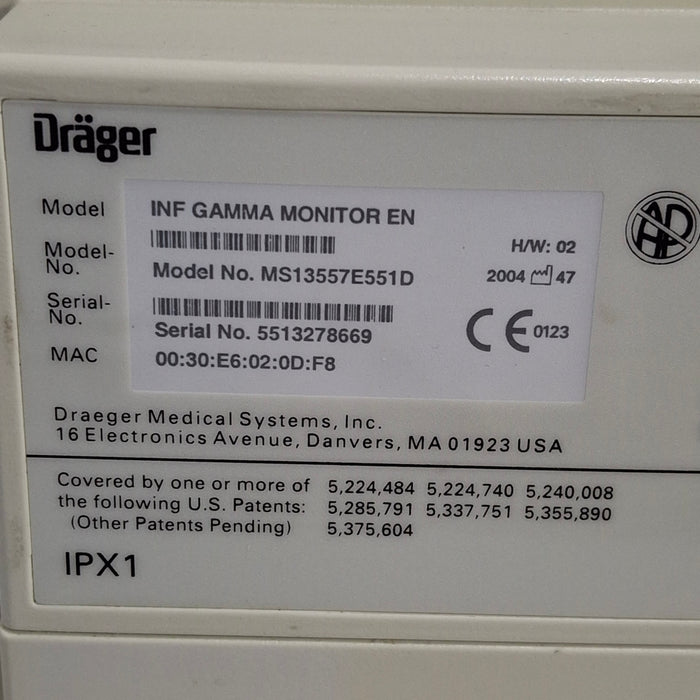 Dräger
Model INF GAMMA MONITOR EN
H/W: 02
Model-No. Model No. MS13557E551D
2004 47
Serial-No. Serial No. 5513278669
CE 0123
MAC 00:30:E6:02:0D:F8
AP
Draeger Medical Systems, Inc.
16 Electronics Avenue, Danvers, MA 01923 USA
Covered by one or more of 5,224,484 5,224,740 5,240,008
the following U.S. Patents: 5,285,791 5,337,751 5,355,890
(Other Patents Pending) 5,375,604
IPX1